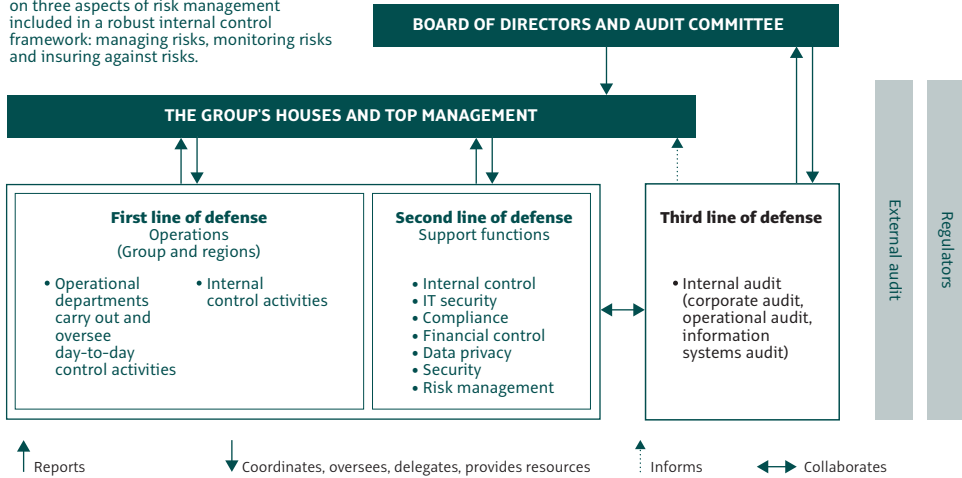 on three aspects of risk management
included in a robust internal control
framework: managing risks, monitoring risks
and insuring against risks.
BOARD OF DIRECTORS AND AUDIT COMMITTEE
THE GROUP'S HOUSES AND TOP MANAGEMENT
First line of defense
Operations
(Group and regions)
• Operational
departments
carry out and
oversee
day-to-day
control activities
• Internal
control activities
Second line of defense
Support functions
• Internal control
• IT security
• Compliance
• Financial control
• Data privacy
• Security
• Risk management
Third line of defense
• Internal audit
(corporate audit,
operational audit,
information
systems audit)
External audit
Regulators
Reports
Coordinates, oversees, delegates, provides resources
Informs
Collaborates